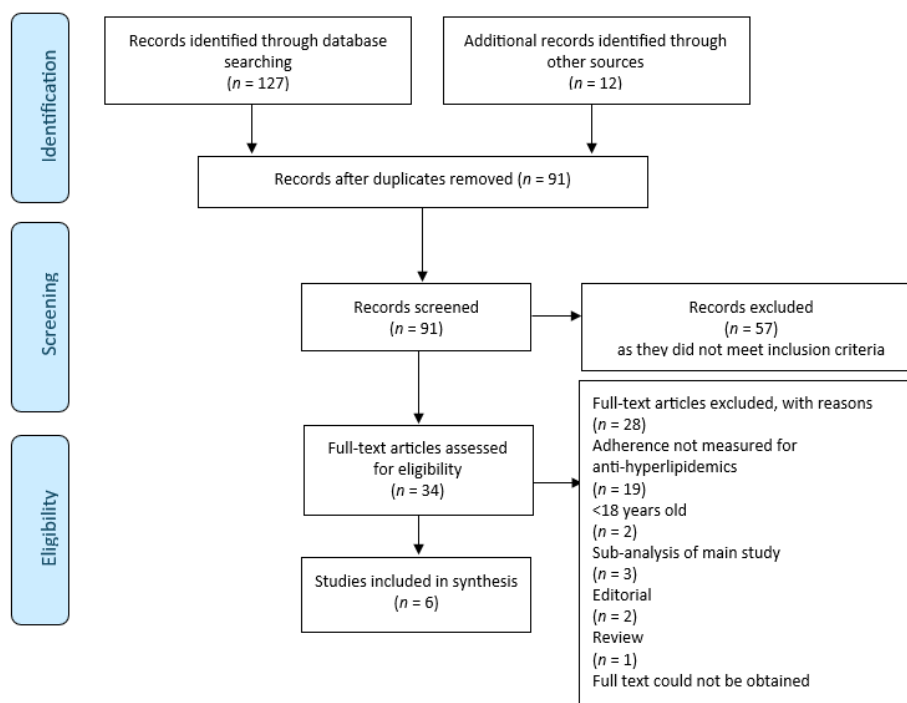 Identification
Records identified through database
searching
(n = 127)
Additional records identified through
other sources
(n = 12)
Records after duplicates removed (n = 91)
Screening
Records screened
(n = 91)
Records excluded
(n = 57)
as they did not meet inclusion criteria
Eligibility
Full-text articles assessed
for eligibility
(n = 34)
Full-text articles excluded, with reasons
(n = 28)
Adherence not measured for
anti-hyperlipidemics
(n = 19)
<18 years old
(n = 2)
Sub-analysis of main study
(n = 3)
Editorial
(n = 2)
Review
(n = 1)
Full text could not be obtained
Studies included in synthesis
(n = 6)